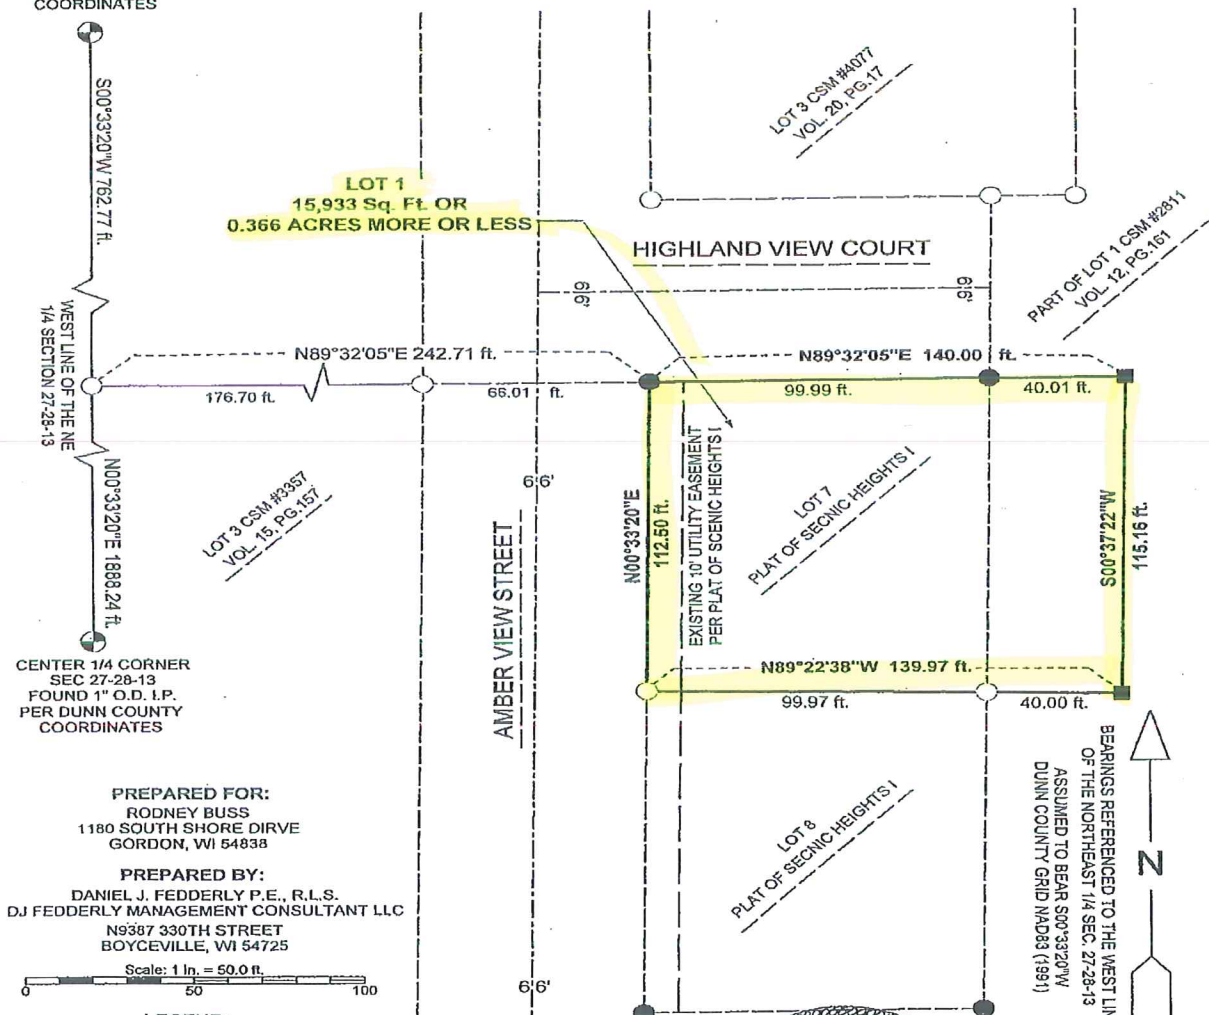 COORDINATES
S00°33'20"W 762.77 ft.
LOT 3 CSM #4077
VOL. 20, PG.17
LOT 1
15,933 Sq. Ft. OR
0.366 ACRES MORE OR LESS
HIGHLAND VIEW COURT
PART OF LOT 1 CSM #2811
VOL. 12, PG.161
66'
66'
WEST LINE OF THE NE
1/4 SECTION 27-28-13
N89°32'05"E 242.71 ft.
N89°32'05"E 140.00 ft.
176.70 ft.
66.01 ft.
99.99 ft.
40.01 ft.
N00°33'20"E 1888.24 ft.
LOT 3 CSM #3357
VOL. 15, PG.157
66'
AMBER VIEW STREET
N00°33'20"E
112.50 ft.
EXISTING 10' UTILITY EASEMENT
PER PLAT OF SCENIC HEIGHTS I
LOT 7
PLAT OF SECNIC HEIGHTS I
S00°37'22"W
115.16 ft.
CENTER 1/4 CORNER
SEC 27-28-13
FOUND 1" O.D. I.P.
PER DUNN COUNTY
COORDINATES
N89°22'38"W 139.97 ft.
99.97 ft.
40.00 ft.
BEARINGS REFERENCED TO THE WEST
OF THE NORTHEAST 1/4 SEC. 27-28-13
ASSUMED TO BEAR S00°33'20"W
DUNN COUNTY GRID NAD83 (1991)
N
LOT 8
PLAT OF SECNIC HEIGHTS I
PREPARED FOR:
RODNEY BUSS
1180 SOUTH SHORE DIRVE
GORDON, WI 54838
PREPARED BY:
DANIEL J. FEDDERLY P.E., R.L.S.
DJ FEDDERLY MANAGEMENT CONSULTANT LLC
N9387 330TH STREET
BOYCEVILLE, WI 54725
Scale: 1 In. = 50.0 ft.
0 50 100
66'